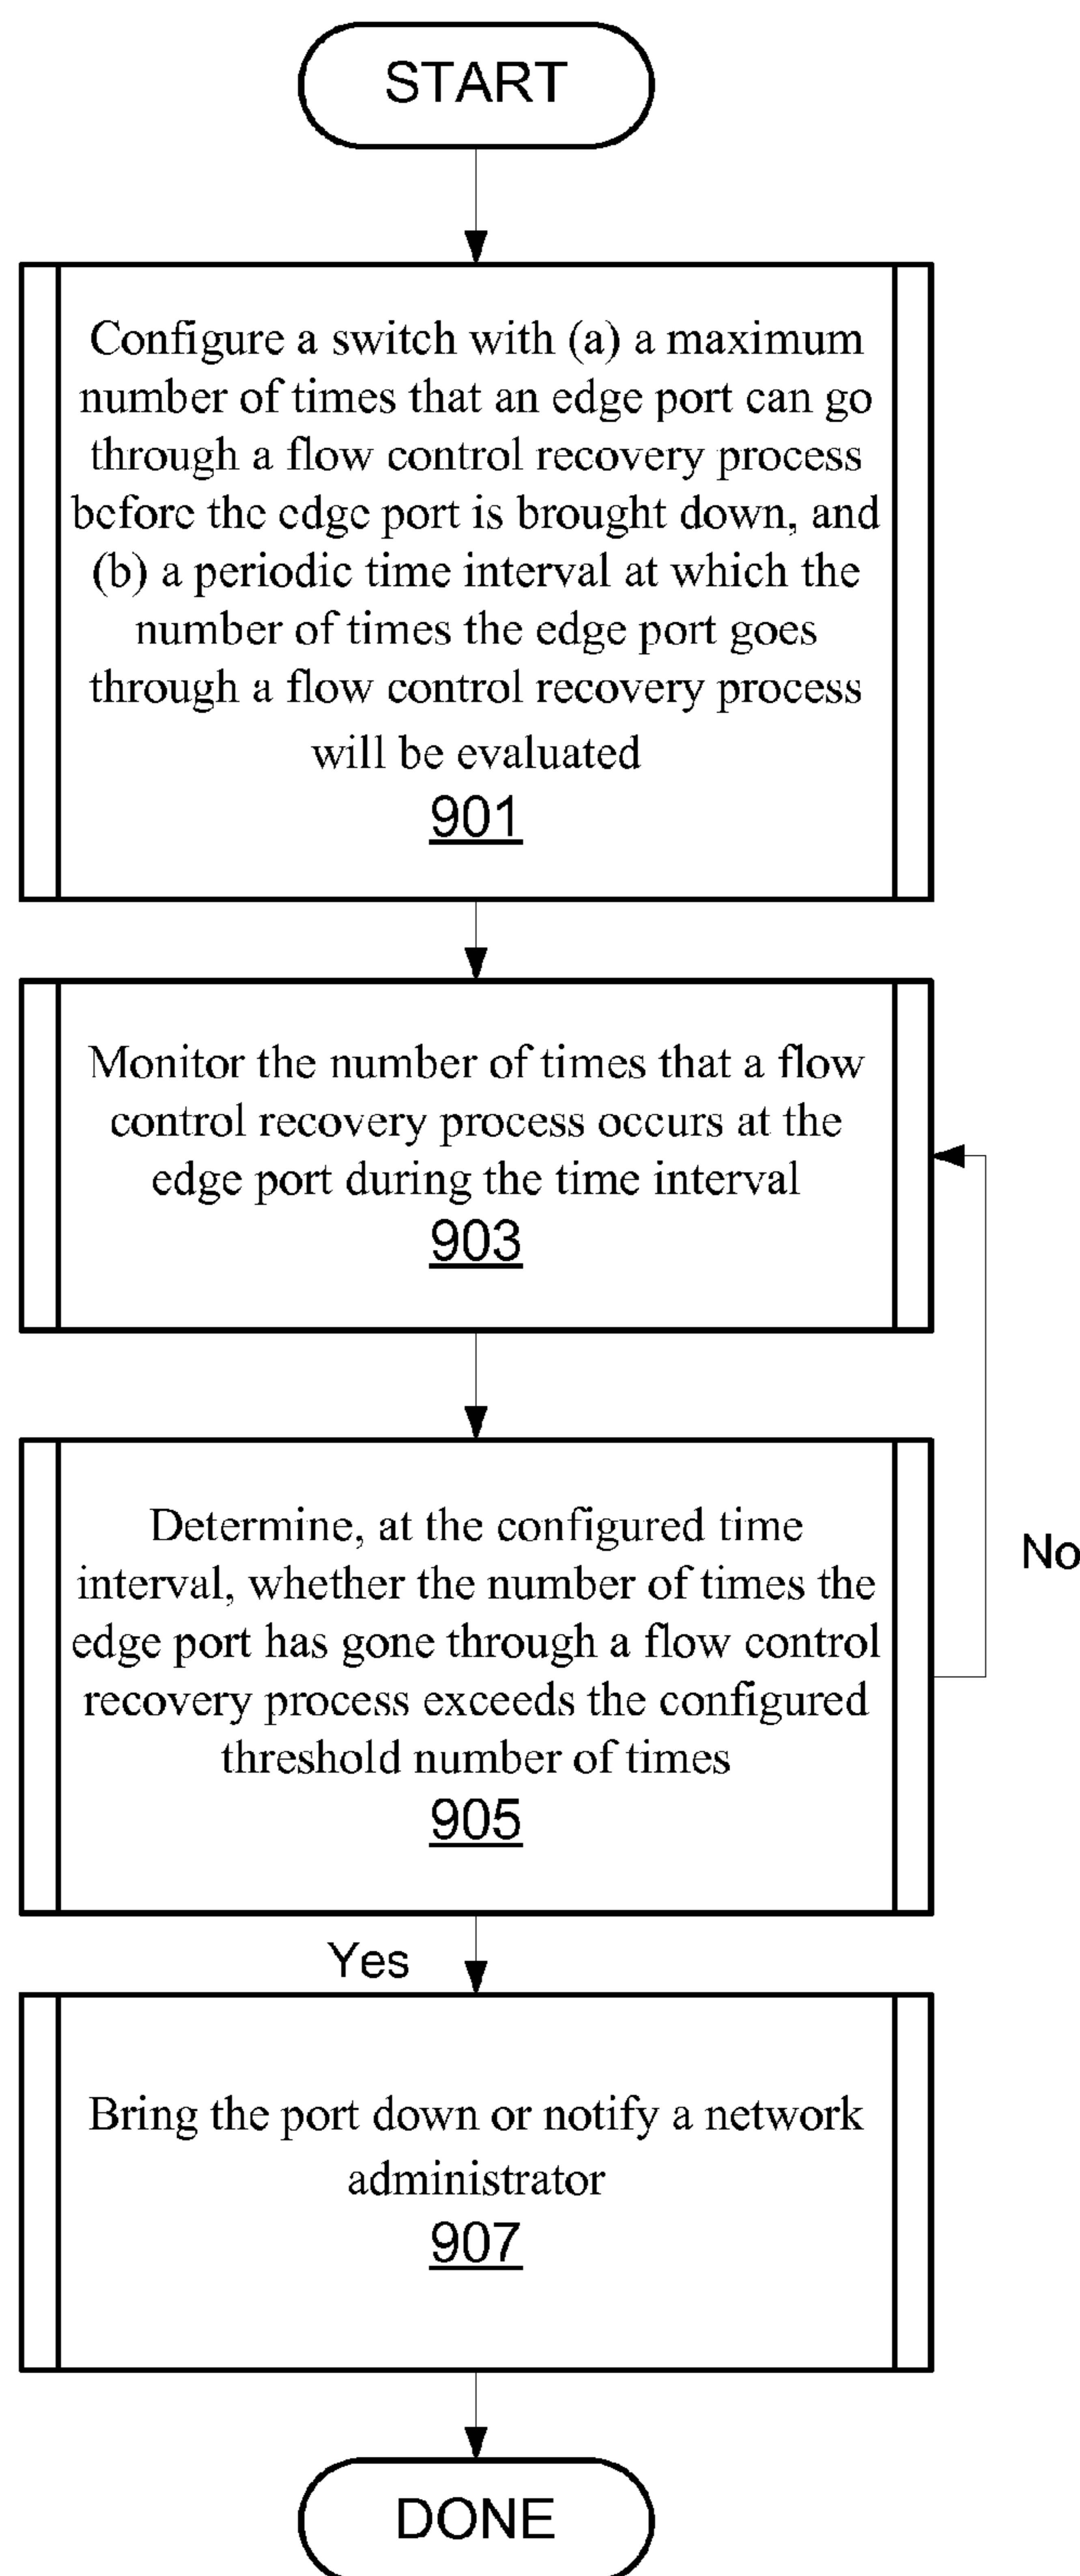 START
Configure a switch with (a) a maximum
number of times that an edge port can go
through a flow control recovery process
before the edge port is brought down, and
(b) a periodic time interval at which the
number of times the edge port goes
through a flow control recovery process
will be evaluated
901
Monitor the number of times that a flow
control recovery process occurs at the
edge port during the time interval
903
Determine, at the configured time
interval, whether the number of times the
edge port has gone through a flow control
recovery process exceeds the configured
threshold number of times
905
No
Yes
Bring the port down or notify a network
administrator
907
DONE